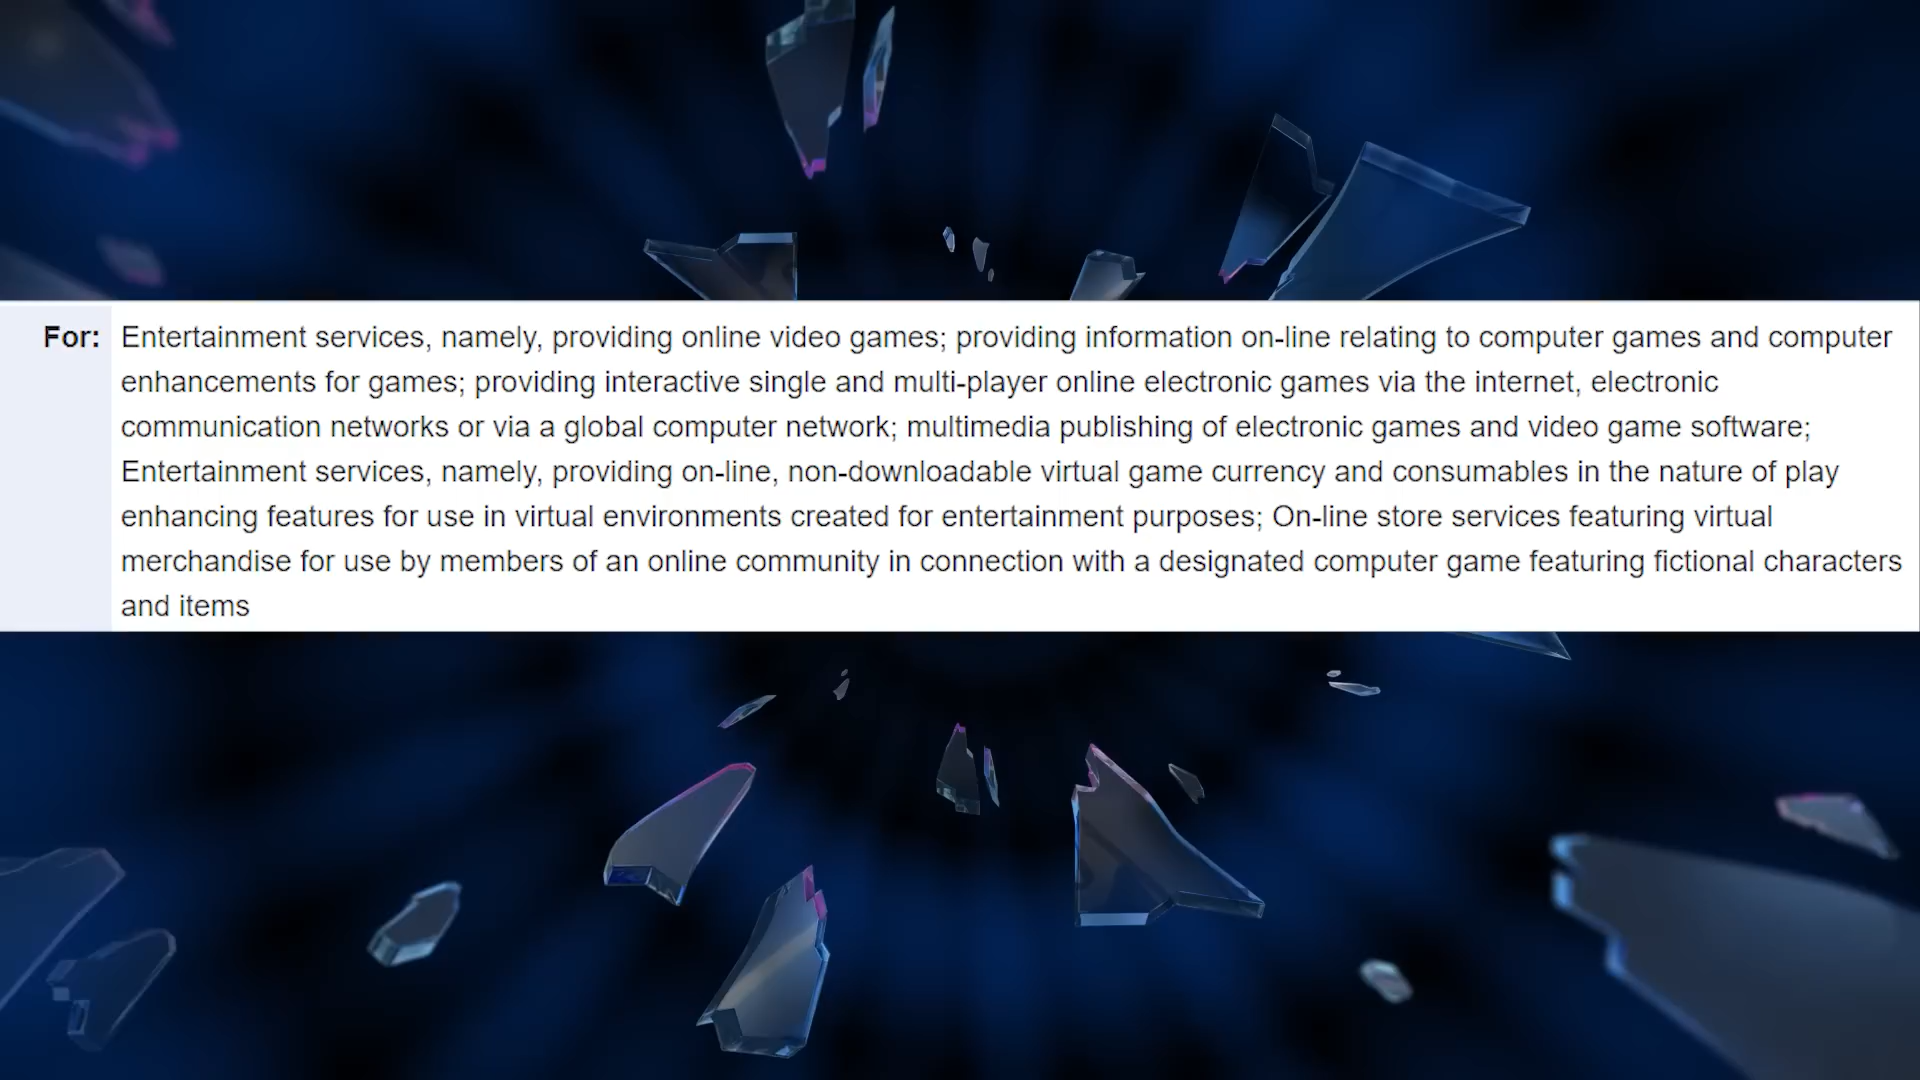 For: Entertainment services, namely, providing online video games; providing information on-line relating to computer games and computer
enhancements for games; providing interactive single and multi-player online electronic games via the internet, electronic
communication networks or via a global computer network; multimedia publishing of electronic games and video game software;
Entertainment services, namely, providing on-line, non-downloadable virtual game currency and consumables in the nature of play
enhancing features for use in virtual environments created for entertainment purposes; On-line store services featuring virtual
merchandise for use by members of an online community in connection with a designated computer game featuring fictional characters
and items